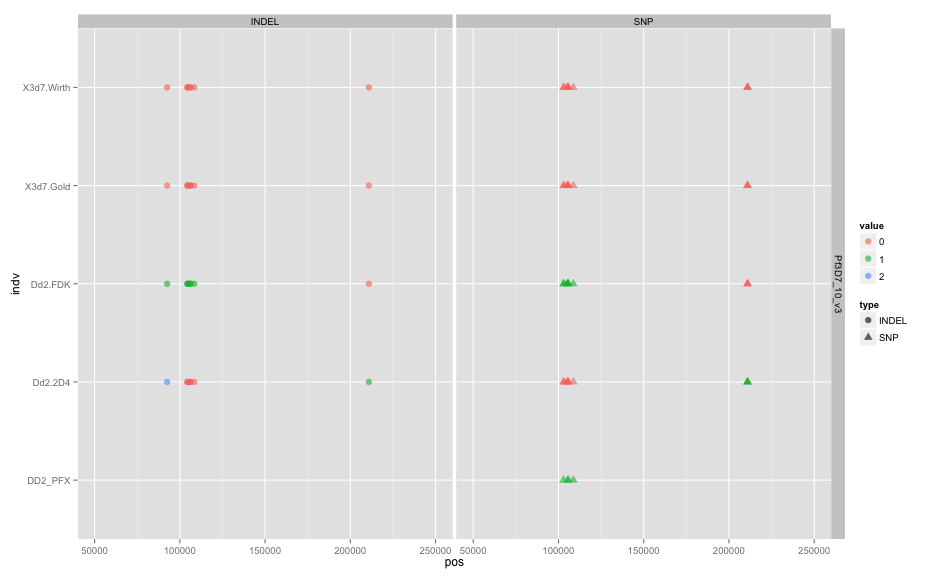 INDEL SNP
X3d7.Wirth
X3d7.Gold
Dd2.FDK
Dd2.2D4
DD2_PFX
indv
50000 100000 150000 200000 250000 50000 100000 150000 200000 250000
pos
Pf3D7_10_v3
value
0
1
2
type
INDEL
SNP